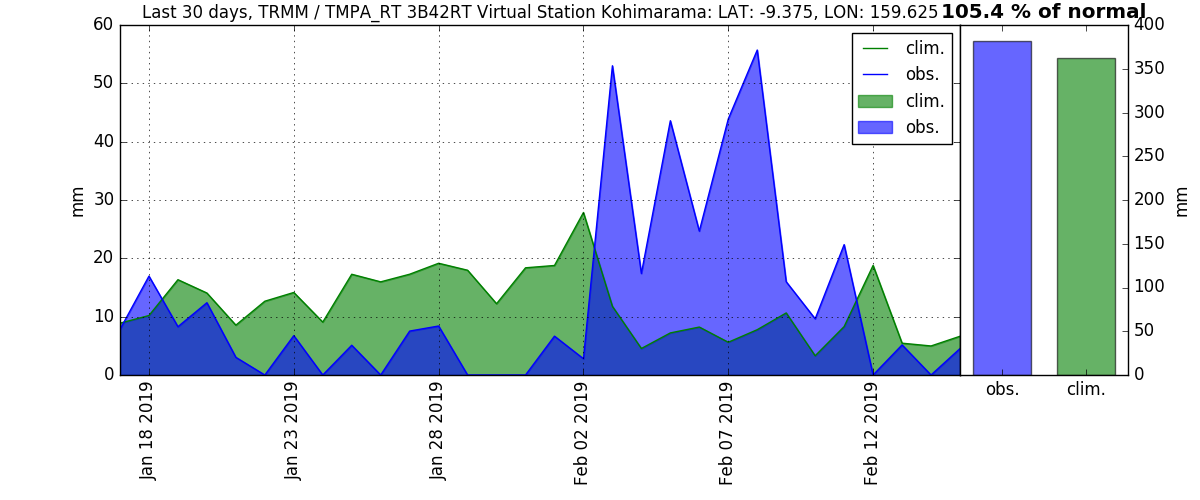 Last 30 days, TRMM / TMPA_RT 3B42RT Virtual Station Kohimarama: LAT: -9.375, LON: 159.625 105.4 % of normal
60
50
40
30
20
10
0
mm
clim.
obs.
clim.
obs.
Jan 18 2019
Jan 23 2019
Jan 28 2019
Feb 02 2019
Feb 07 2019
Feb 12 2019
400
350
300
250
200
150
100
50
0
mm
obs.
clim.